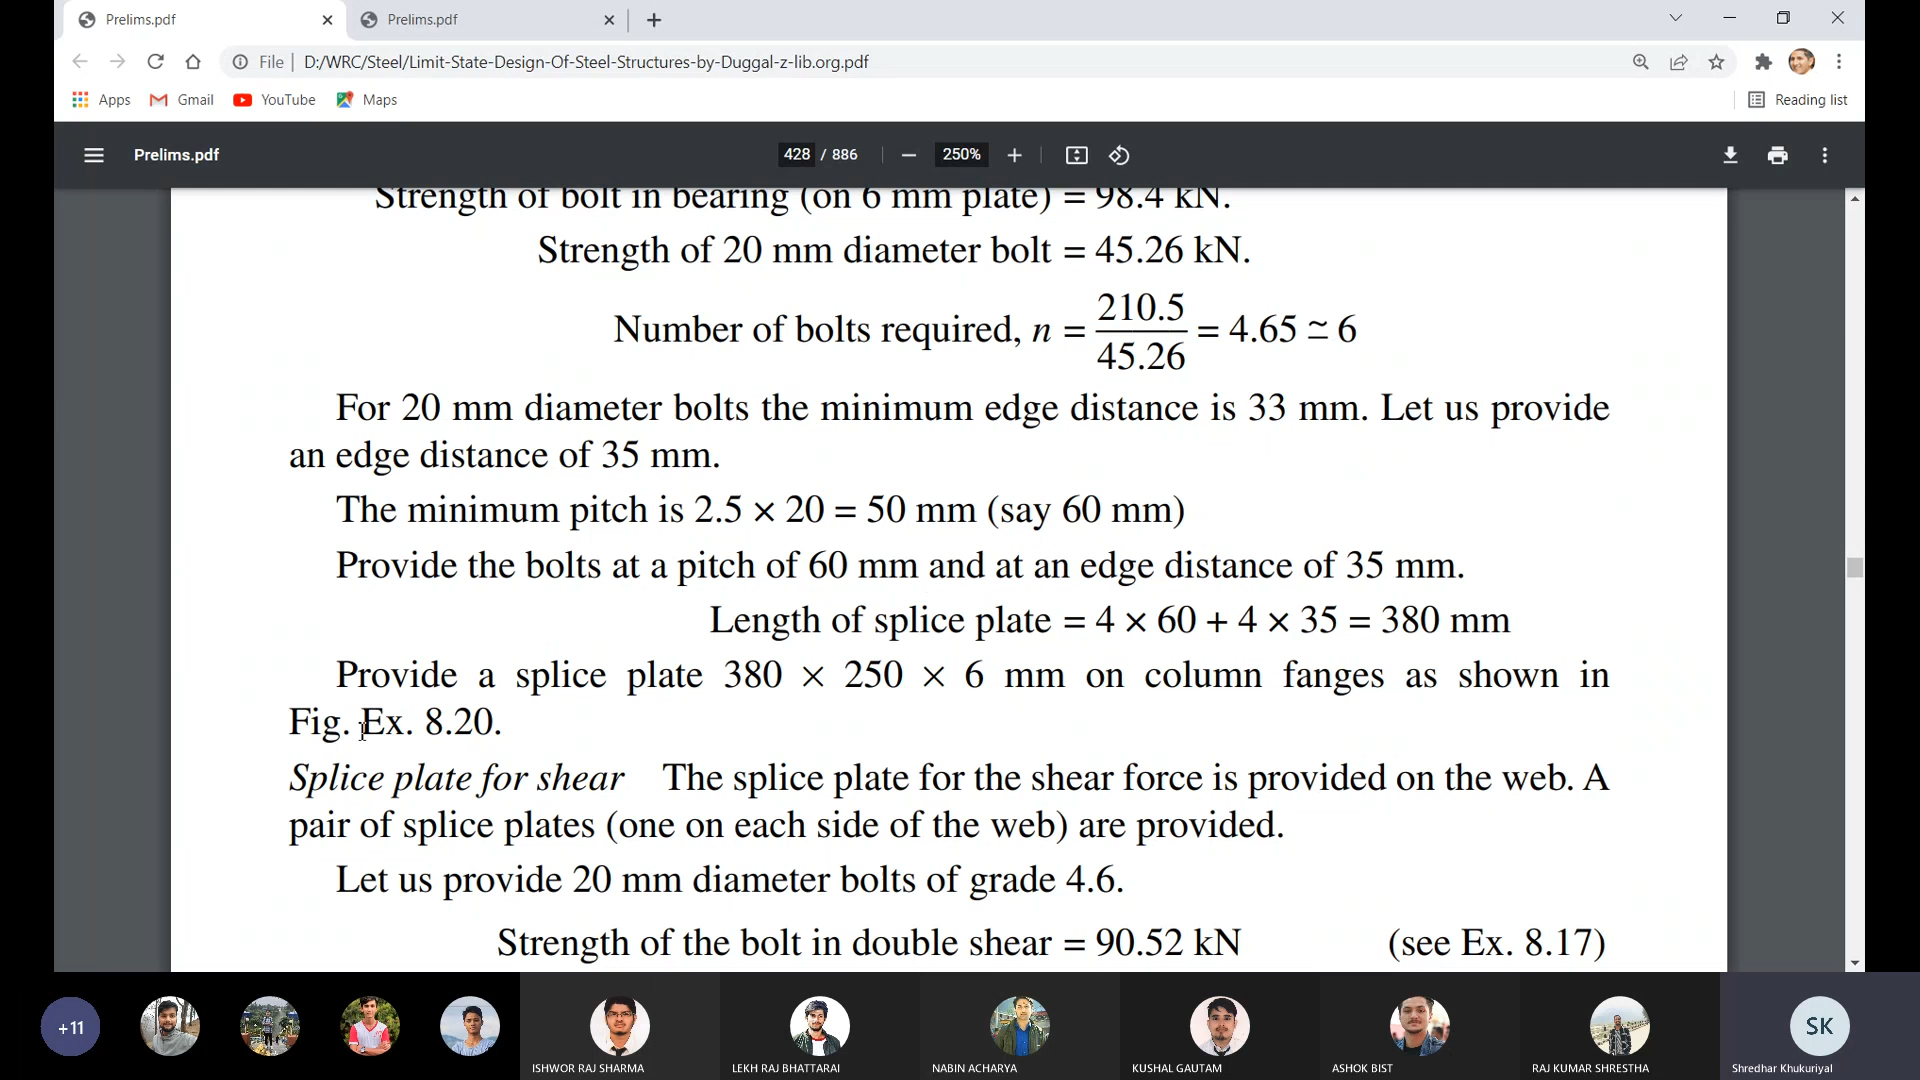 Prelims.pdf
Prelims.pdf
File | D:/WRC/Steel/Limit-State-Design-Of-Steel-Structures-by-Duggal-z-lib.org.pdf
Apps Gmail YouTube Maps Reading list
Prelims.pdf 428 / 886 250%
Strength of bolt in bearing (on 6 mm plate) = 98.4 kN.
Strength of 20 mm diameter bolt = 45.26 kN.
Number of bolts required, n = 210.5/45.26 = 4.65 ≃ 6
For 20 mm diameter bolts the minimum edge distance is 33 mm. Let us provide
an edge distance of 35 mm.
The minimum pitch is 2.5 × 20 = 50 mm (say 60 mm)
Provide the bolts at a pitch of 60 mm and at an edge distance of 35 mm.
Length of splice plate = 4 × 60 + 4 × 35 = 380 mm
Provide a splice plate 380 × 250 × 6 mm on column fanges as shown in
Fig. Ex. 8.20.
Splice plate for shear The splice plate for the shear force is provided on the web. A
pair of splice plates (one on each side of the web) are provided.
Let us provide 20 mm diameter bolts of grade 4.6.
Strength of the bolt in double shear = 90.52 kN (see Ex. 8.17)
+11
SK
ISHWOR RAJ SHARMA
LEKH RAJ BHATTARAI
NABIN ACHARYA
KUSHAL GAUTAM
ASHOK BIST
RAJ KUMAR SHRESTHA
Shredhar Khukuriyal